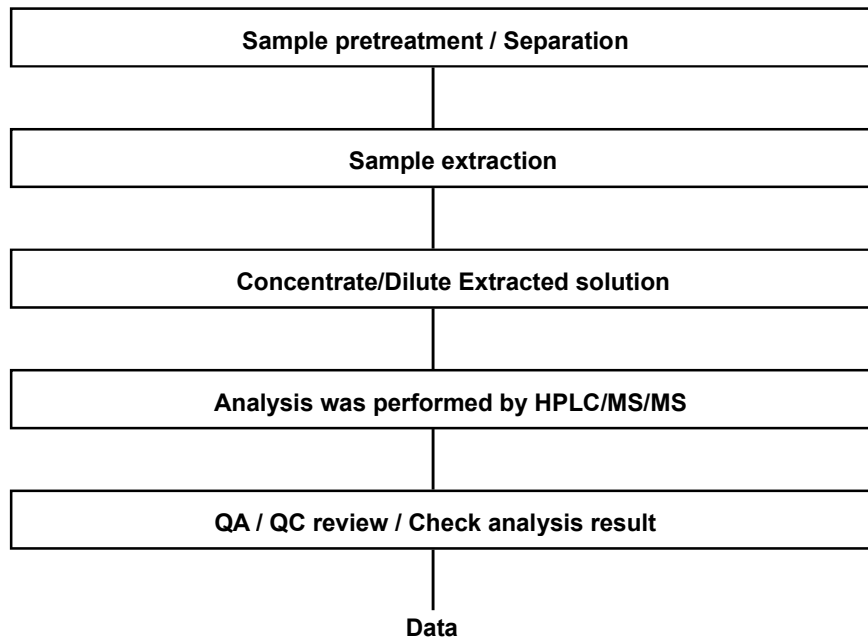 Sample pretreatment / Separation
Sample extraction
Concentrate/Dilute Extracted solution
Analysis was performed by HPLC/MS/MS
QA / QC review / Check analysis result
Data